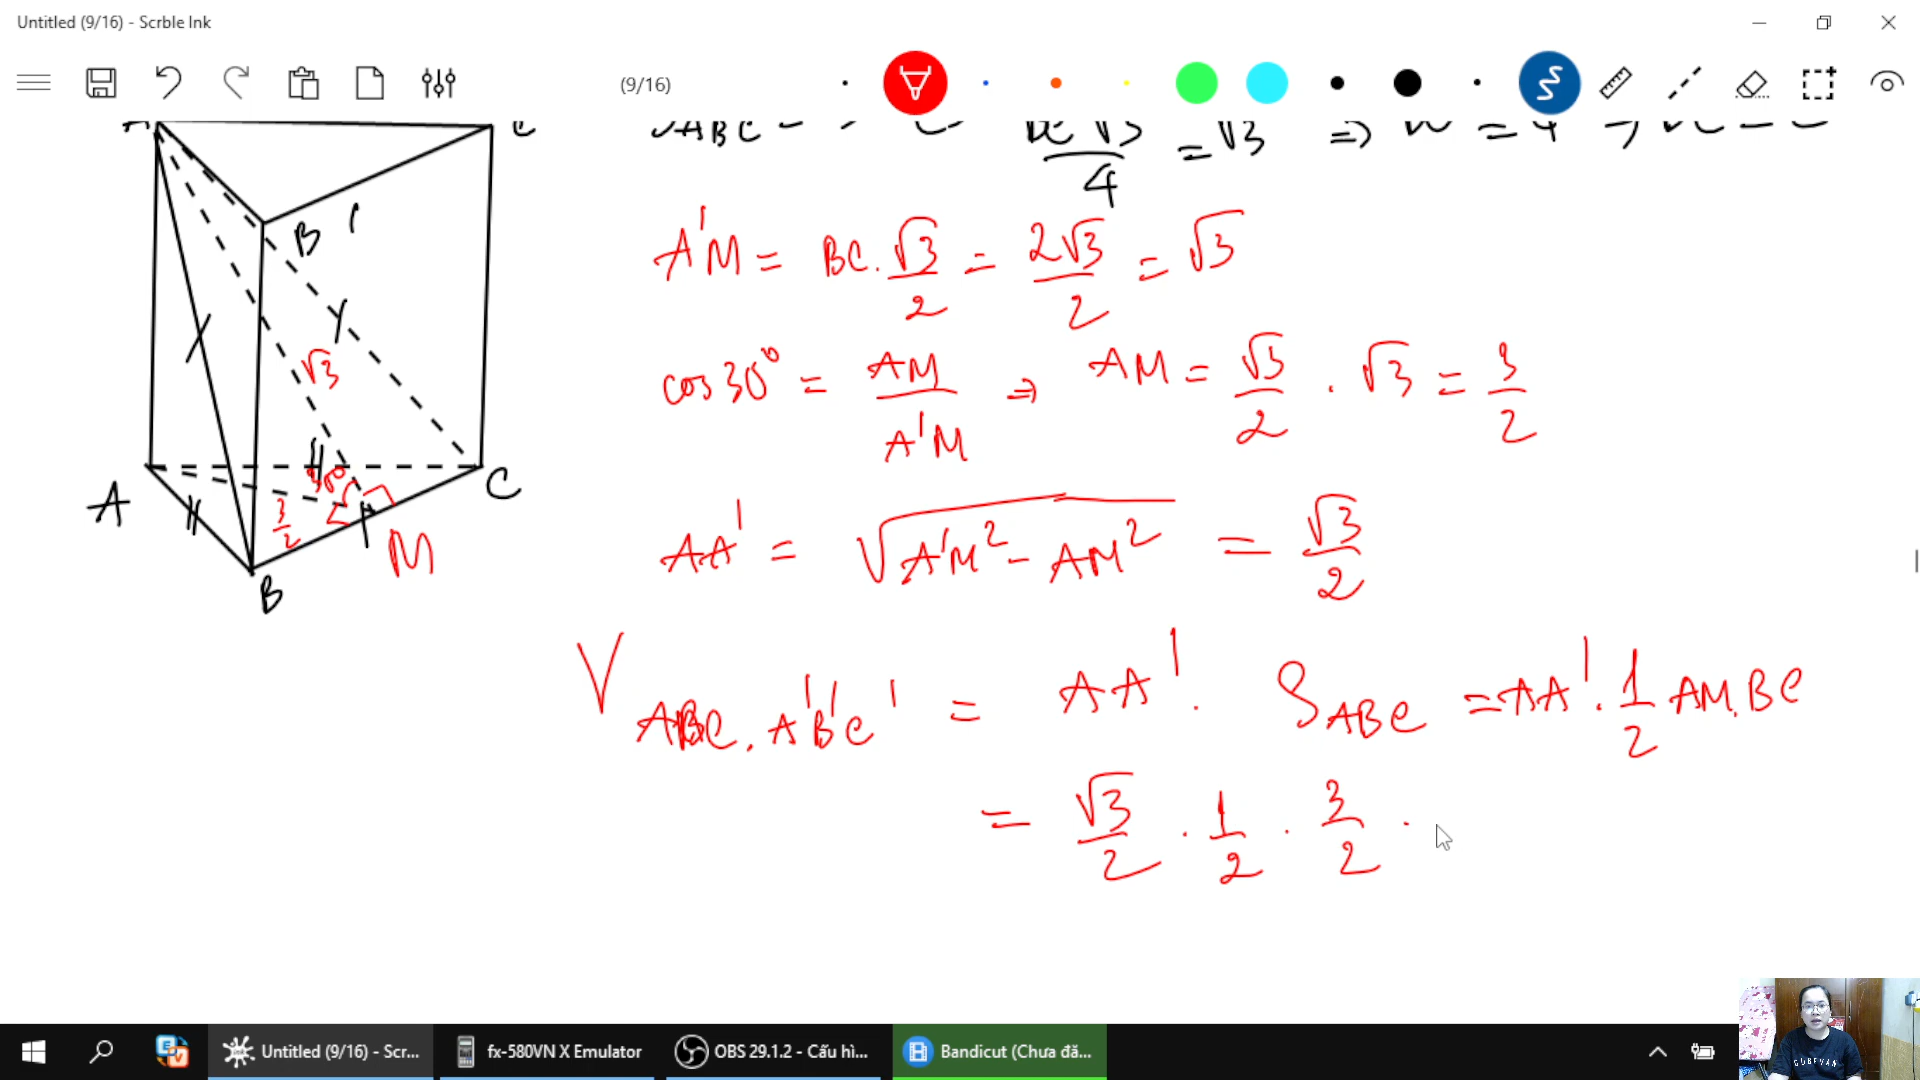 Untitled (9/16) - Scrble Ink
(9/16)
A C
B'
√3
30°
3/2
A B C M
= √3
4
A'M = BC. √3/2 = 2√3/2 = √3
cos30° = AM/A'M ⇒ AM = √3/2 . √3 = 3/2
AA' = √(A'M² - AM²) = √3/2
V ABC.A'B'C' = AA'. S ABC = AA'. 1/2 AM.BC
= √3/2 . 1/2 . 3/2 .
CUBEVAN
Untitled (9/16) - Scr...
fx-580VN X Emulator
OBS 29.1.2 - Cấu hì...
Bandicut (Chưa đă...